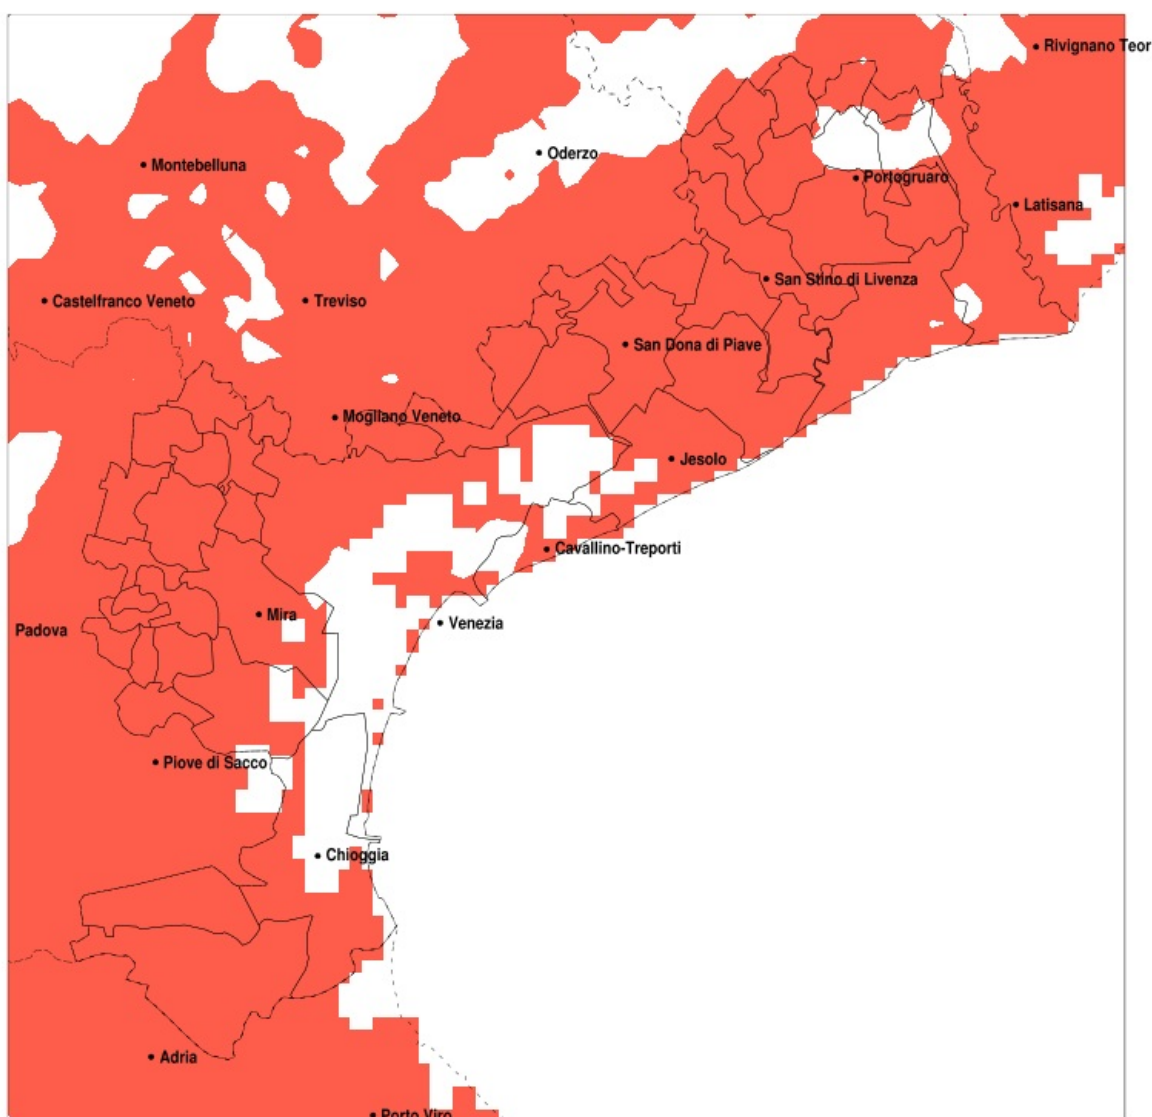 Rivignano Teor
Oderzo
Montebelluna
Portogruaro
Latisana
San Stino di Livenza
Castelfranco Veneto
Treviso
San Dona di Piave
Mogliano Veneto
Jesolo
Cavallino-Treporti
Mira
Venezia
Padova
Piove di Sacco
Chioggia
Adria
Porto Viro